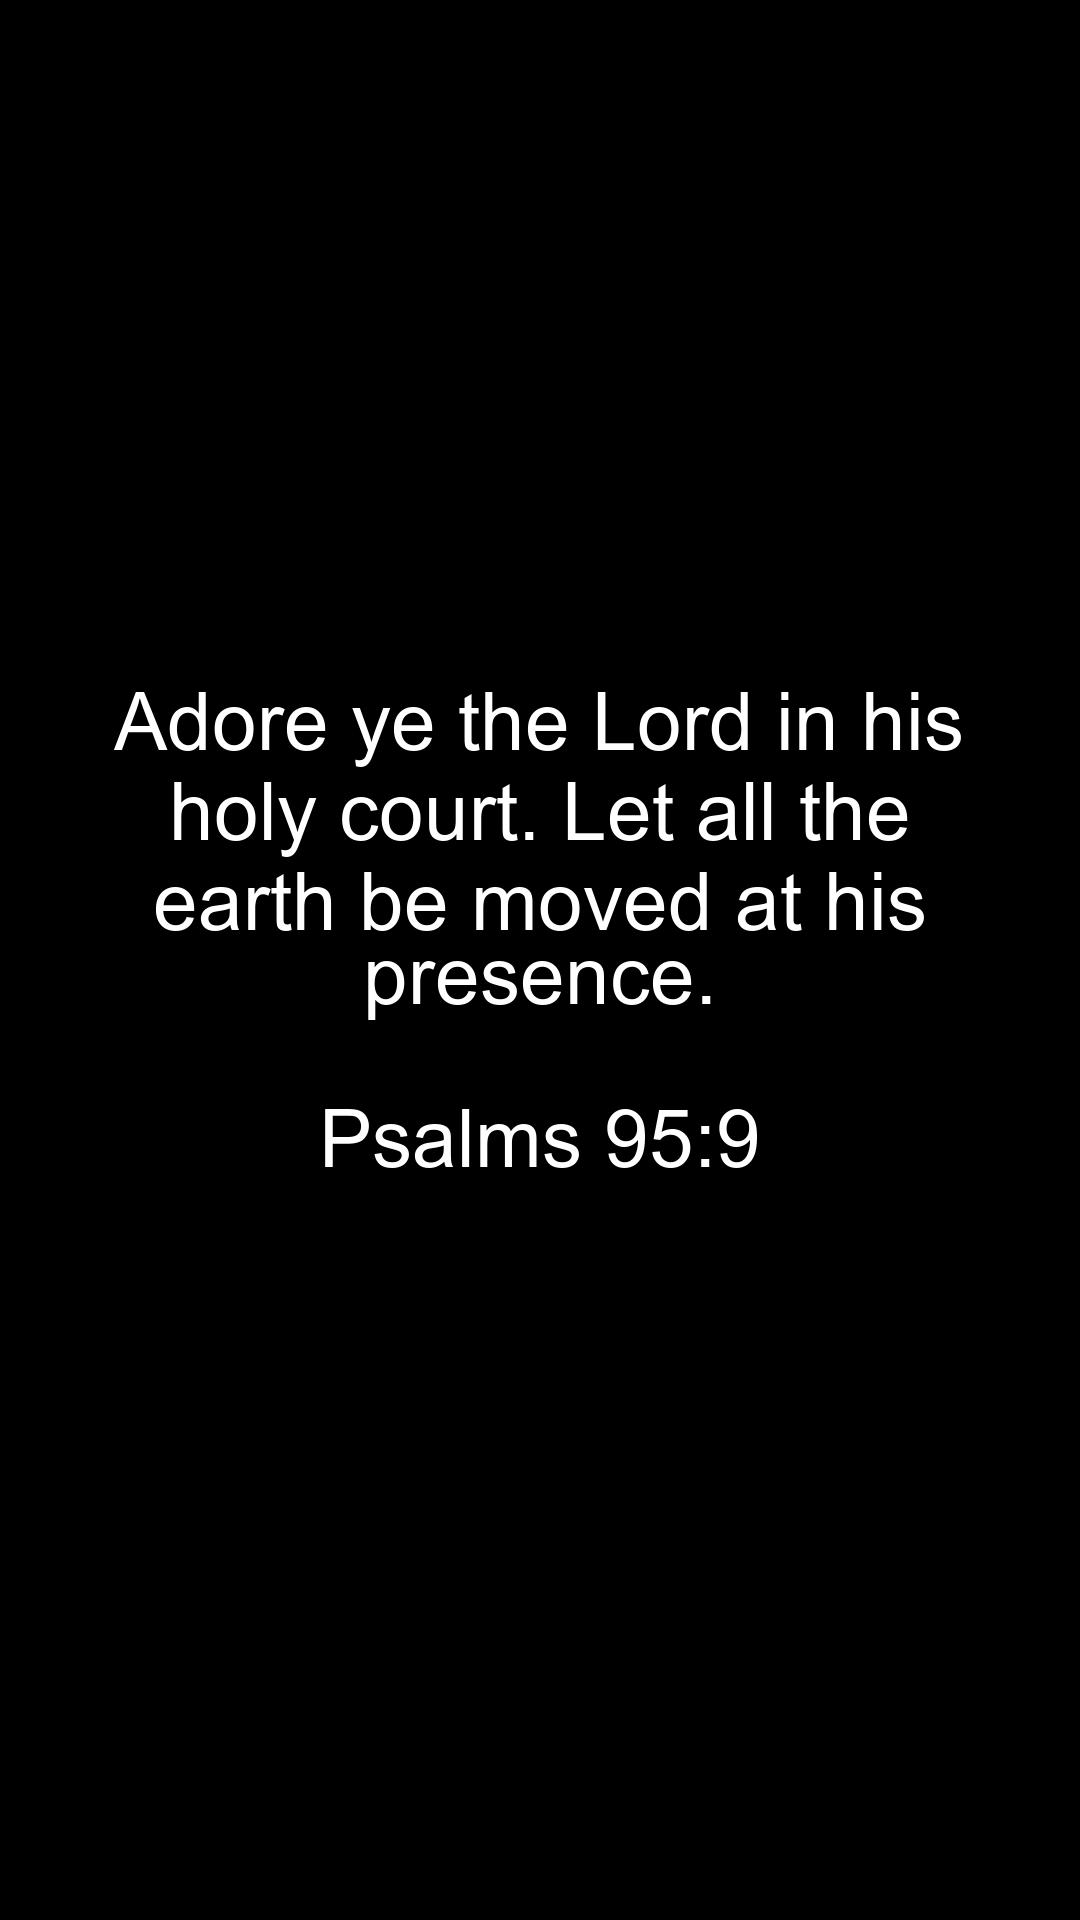 Adore ye the Lord in his
holy court. Let all the
earth be moved at his
presence.
Psalms 95:9